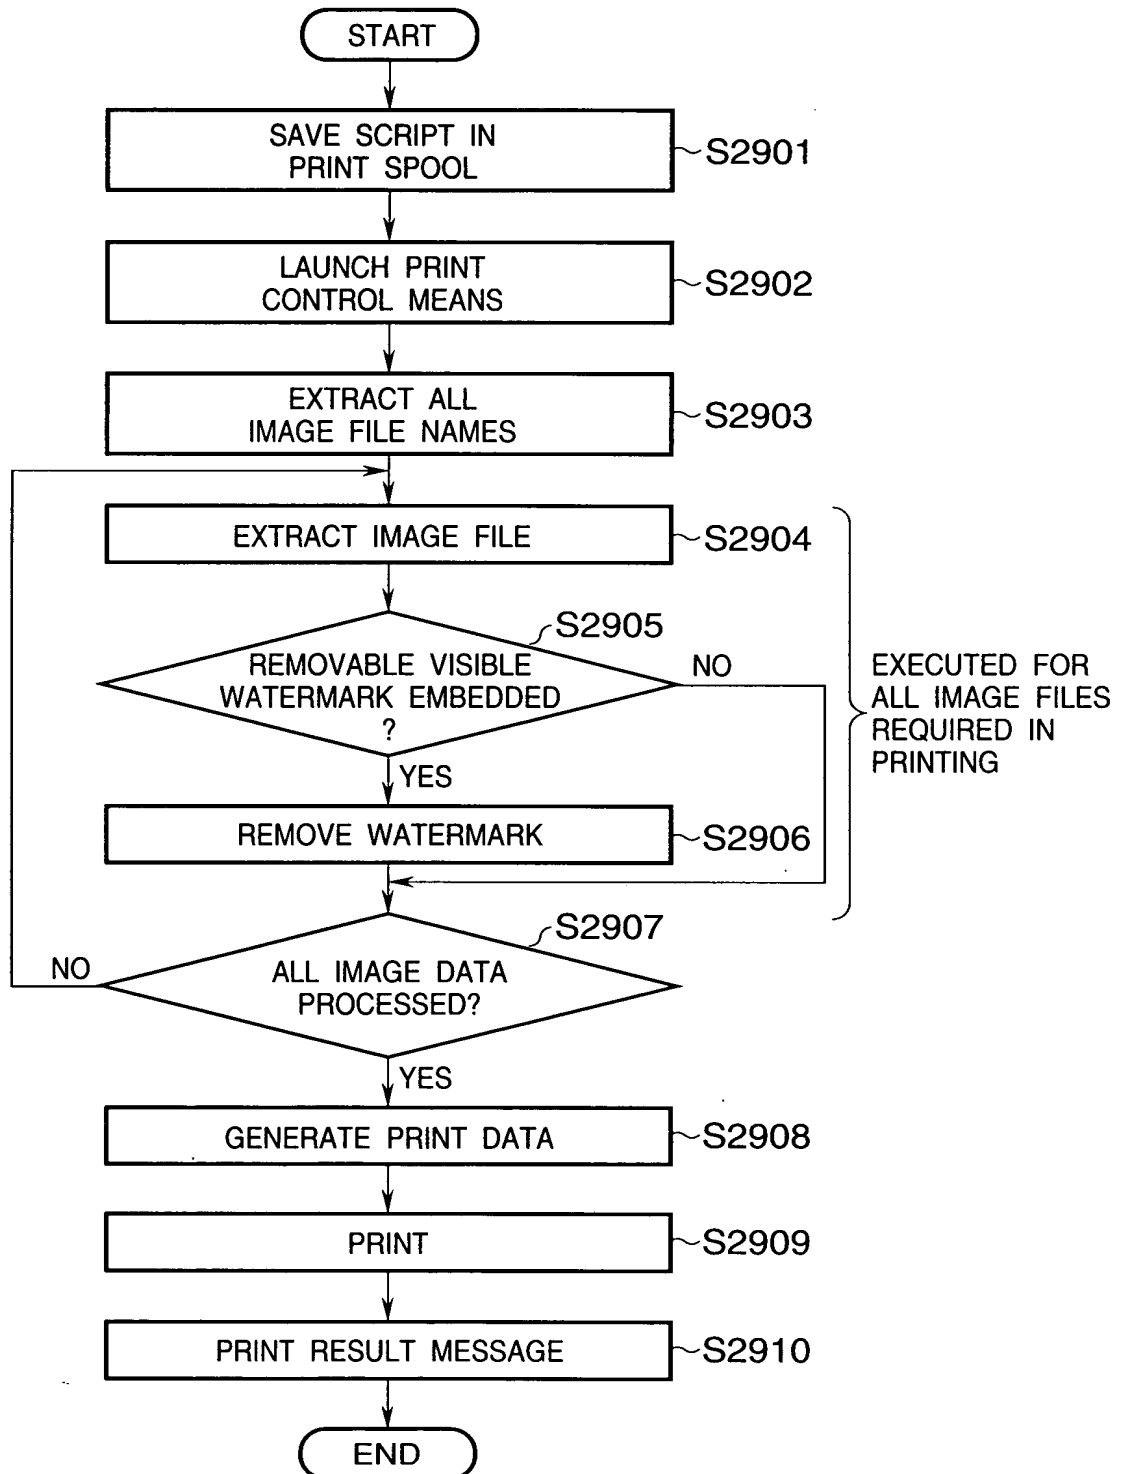 START
SAVE SCRIPT IN
PRINT SPOOL
S2901
LAUNCH PRINT
CONTROL MEANS
S2902
EXTRACT ALL
IMAGE FILE NAMES
S2903
EXTRACT IMAGE FILE
S2904
S2905
REMOVABLE VISIBLE
WATERMARK EMBEDDED
?
NO
YES
EXECUTED FOR
ALL IMAGE FILES
REQUIRED IN
PRINTING
REMOVE WATERMARK
S2906
S2907
ALL IMAGE DATA
PROCESSED?
NO
YES
GENERATE PRINT DATA
S2908
PRINT
S2909
PRINT RESULT MESSAGE
S2910
END